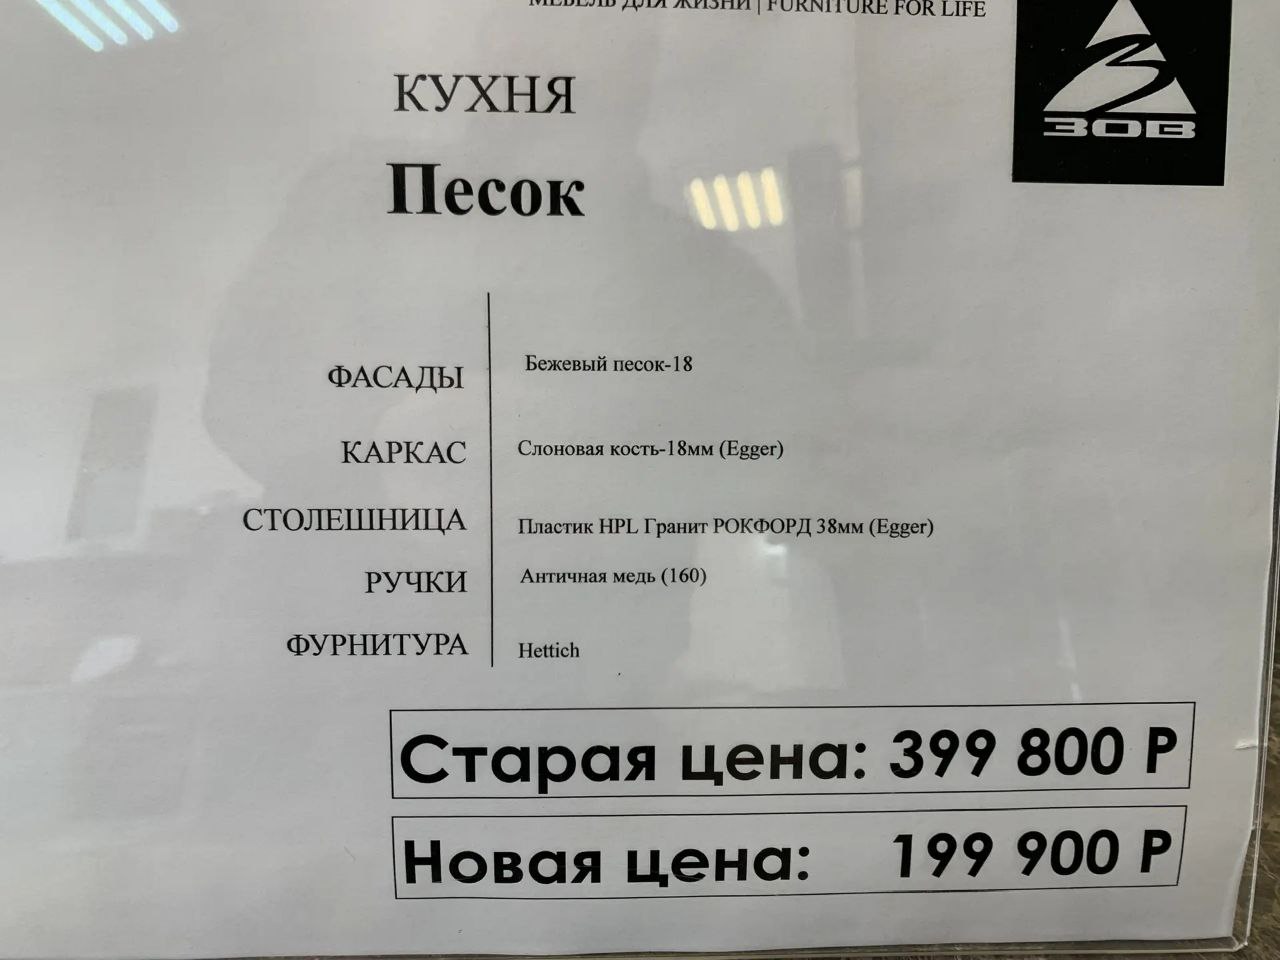 МЕБЕЛЬ ДЛЯ ЖИЗНИ | FURNITURE FOR LIFE
ЗОВ
КУХНЯ
Песок
ФАСАДЫ Бежевый песок-18
КАРКАС Слоновая кость-18мм (Egger)
СТОЛЕШНИЦА Пластик HPL Гранит РОКФОРД 38мм (Egger)
РУЧКИ Античная медь (160)
ФУРНИТУРА Hettich
Старая цена: 399 800 Р
Новая цена: 199 900 Р